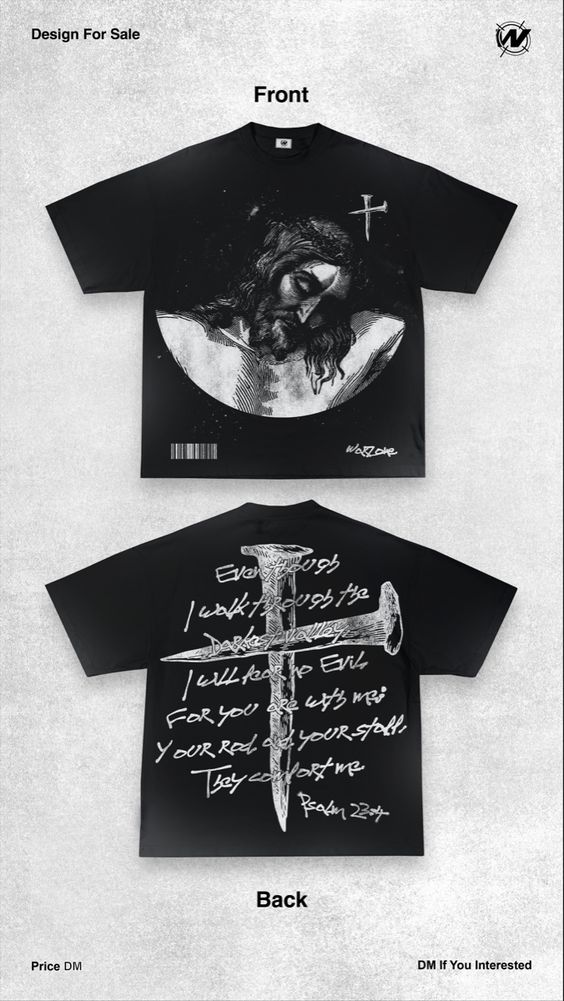 Design For Sale
Front
Warzone
Even though
I walk through the
Darkest Valley
I will fear no Evil
For you are with me;
Your Rod and your staff,
They comfort me.
Psalm 23:4
Back
Price DM
DM If You Interested